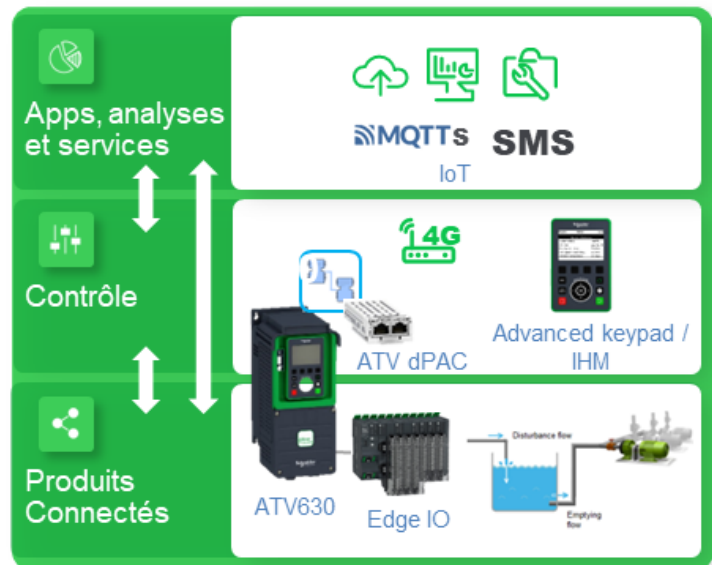 Apps, analyses
et services
MQTTS
SMS
IoT
Contrôle
4G
ATV dPAC
Advanced keypad /
IHM
Produits
Connectés
ATV630
Edge IO
Disturbance flow
Emptying
flow